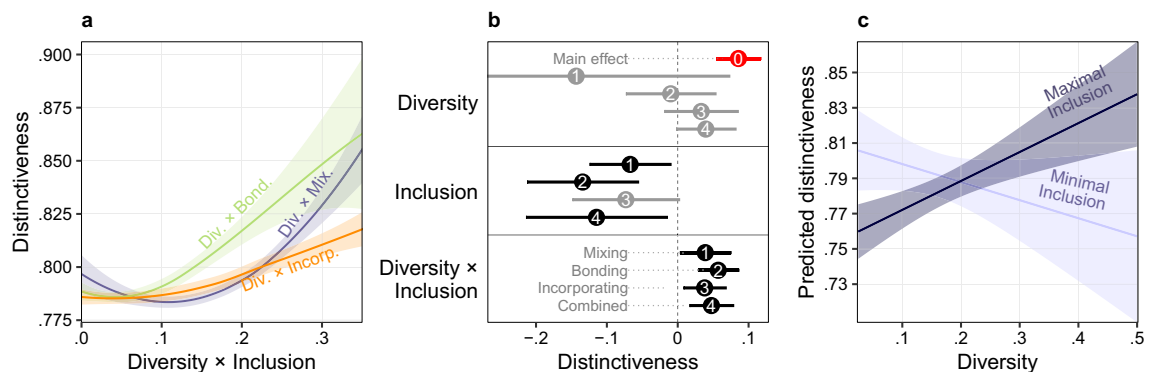 a
Distinctiveness
.900
.875
.850
.825
.800
.775
Div. × Bond.
Div. × Mix.
Div. × Incorp.
.0
.1
.2
.3
Diversity × Inclusion
b
Main effect
0
1
Diversity
2
3
4
Inclusion
1
2
3
4
Diversity ×
Inclusion
Mixing
1
Bonding
2
Incorporating
3
Combined
4
−.2
−.1
0
0.1
Distinctiveness
c
Predicted distinctiveness
.85
.83
.81
.79
.77
.75
.73
Maximal
Inclusion
Minimal
Inclusion
.1
.2
.3
.4
.5
Diversity